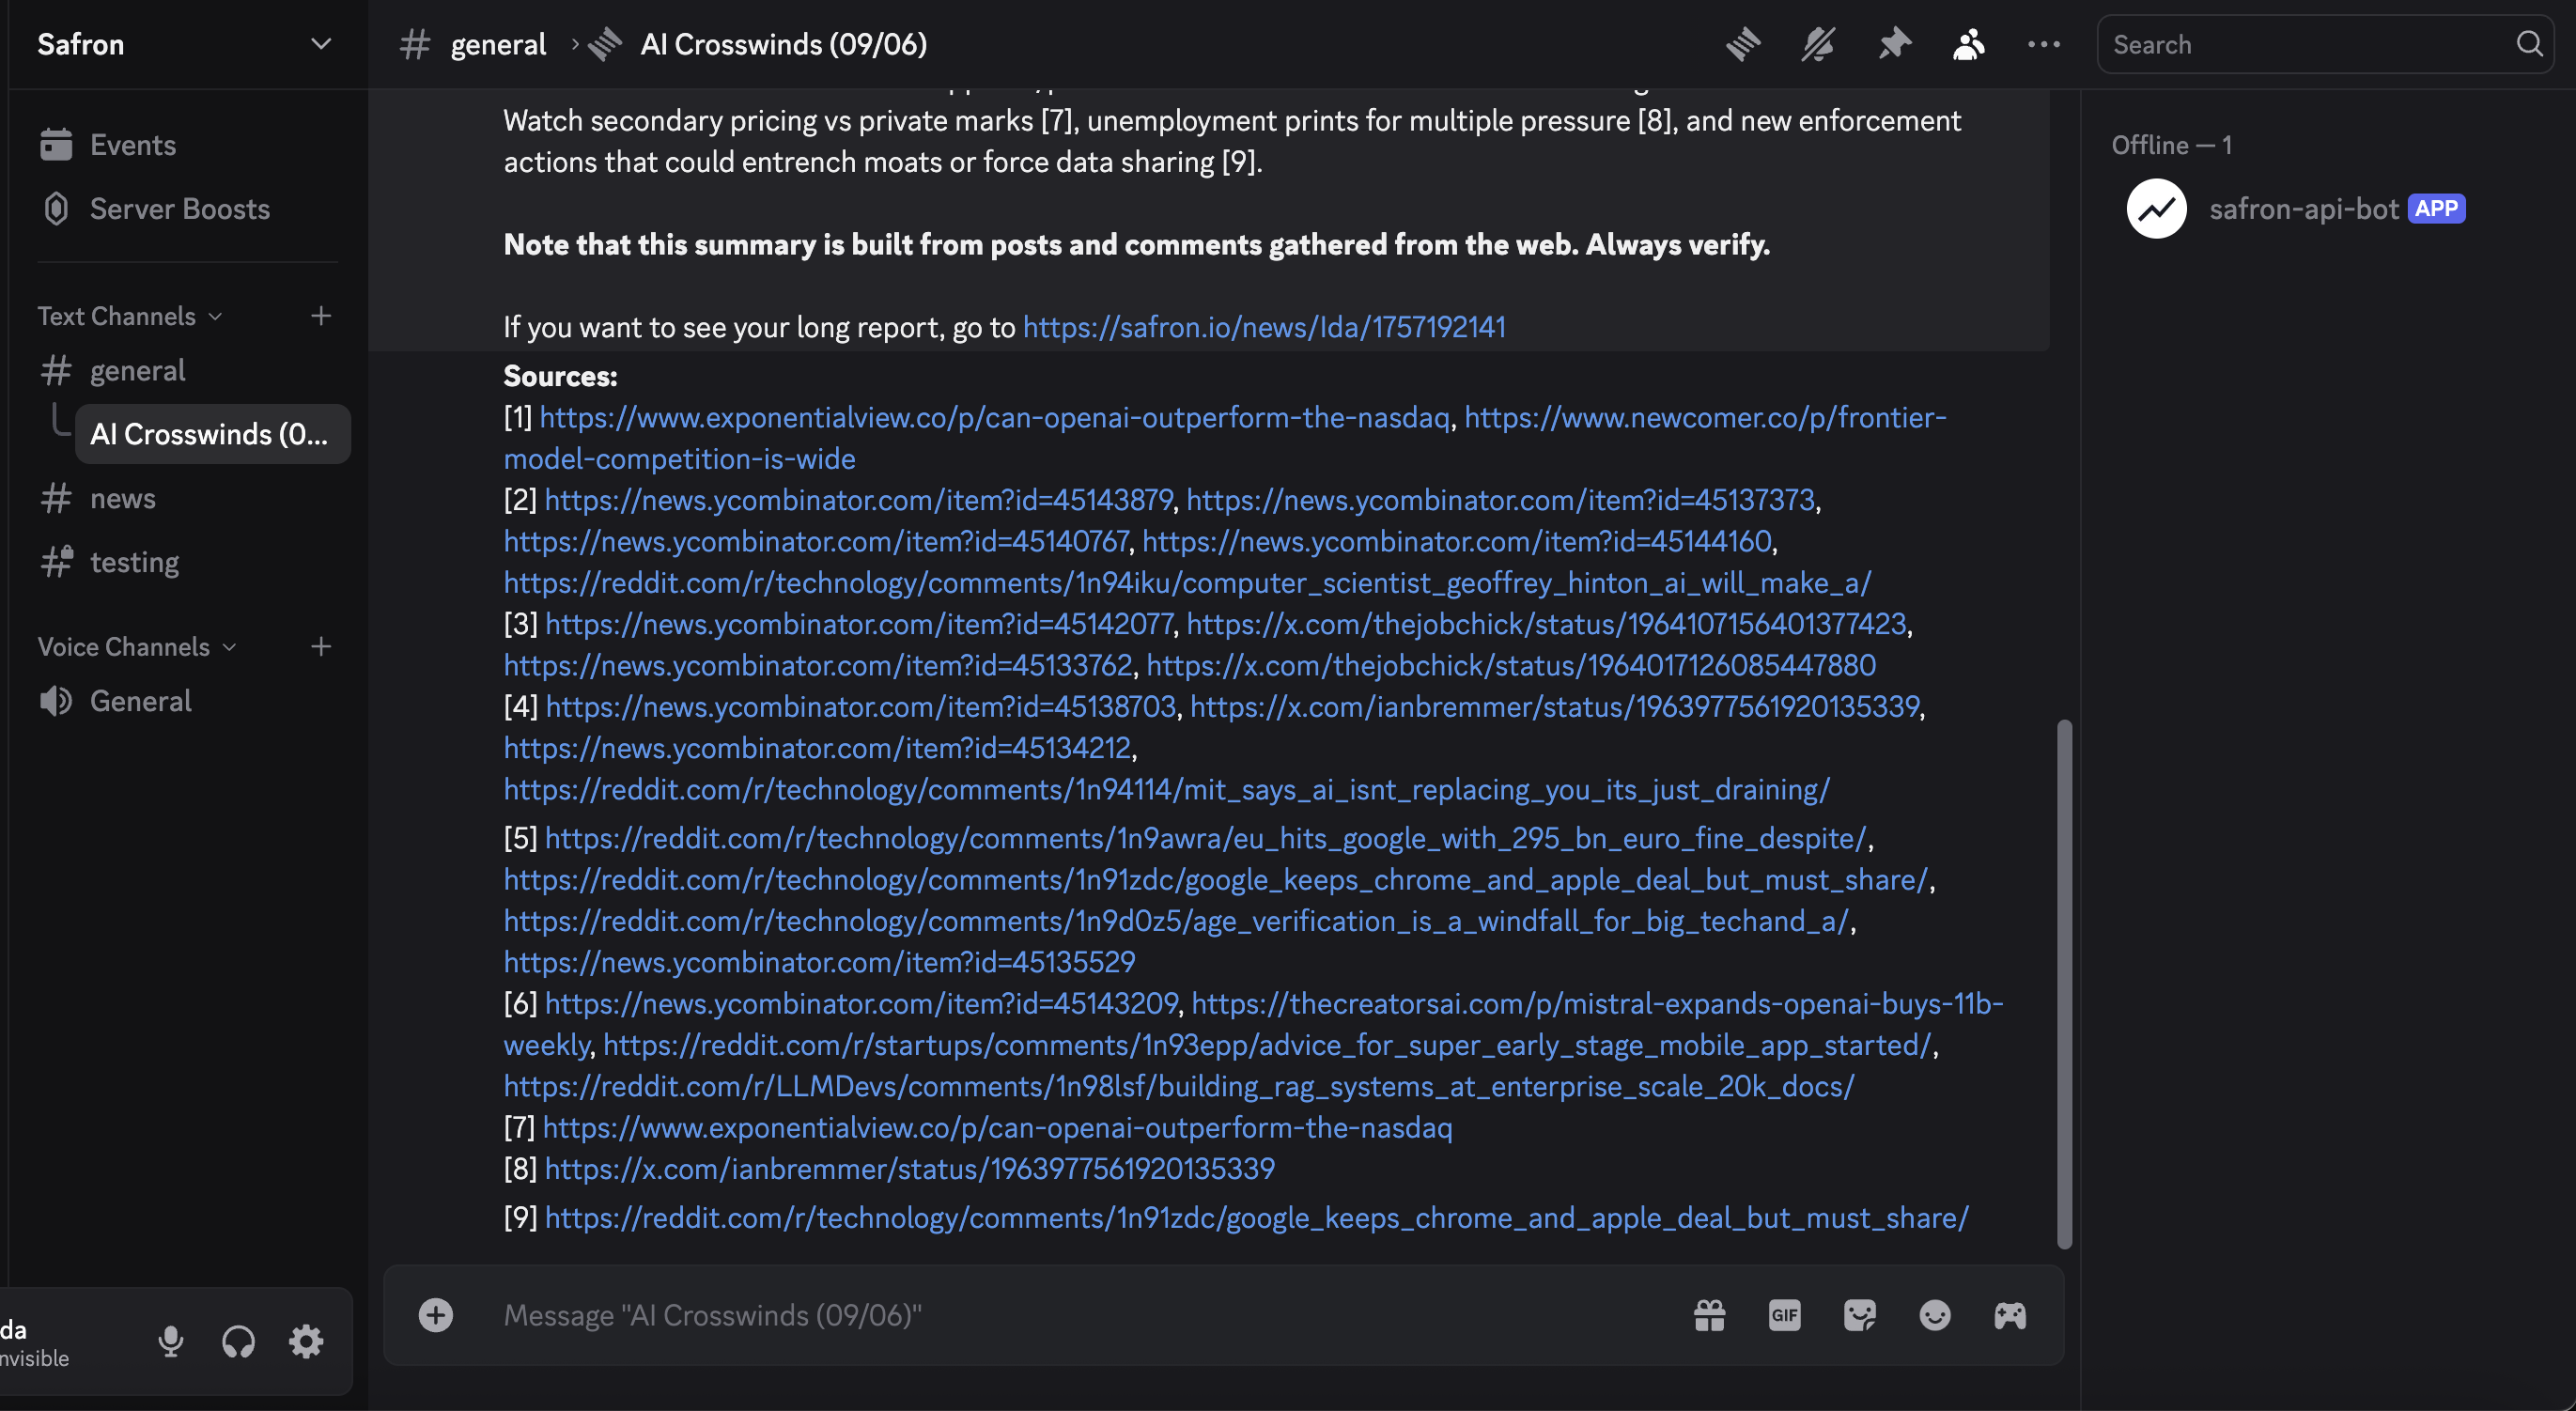 Safron
Events
Server Boosts
Text Channels
general
AI Crosswinds (0...
news
testing
Voice Channels
General
da
nvisible
general
AI Crosswinds (09/06)
Search
Watch secondary pricing vs private marks [7], unemployment prints for multiple pressure [8], and new enforcement
actions that could entrench moats or force data sharing [9].
Note that this summary is built from posts and comments gathered from the web. Always verify.
If you want to see your long report, go to https://safron.io/news/Ida/1757192141
Sources:
[1] https://www.exponentialview.co/p/can-openai-outperform-the-nasdaq, https://www.newcomer.co/p/frontier-
model-competition-is-wide
[2] https://news.ycombinator.com/item?id=45143879, https://news.ycombinator.com/item?id=45137373,
https://news.ycombinator.com/item?id=45140767, https://news.ycombinator.com/item?id=45144160,
https://reddit.com/r/technology/comments/1n94iku/computer_scientist_geoffrey_hinton_ai_will_make_a/
[3] https://news.ycombinator.com/item?id=45142077, https://x.com/thejobchick/status/1964107156401377423,
https://news.ycombinator.com/item?id=45133762, https://x.com/thejobchick/status/1964017126085447880
[4] https://news.ycombinator.com/item?id=45138703, https://x.com/ianbremmer/status/1963977561920135339,
https://news.ycombinator.com/item?id=45134212,
https://reddit.com/r/technology/comments/1n94114/mit_says_ai_isnt_replacing_you_its_just_draining/
[5] https://reddit.com/r/technology/comments/1n9awra/eu_hits_google_with_295_bn_euro_fine_despite/,
https://reddit.com/r/technology/comments/1n91zdc/google_keeps_chrome_and_apple_deal_but_must_share/,
https://reddit.com/r/technology/comments/1n9d0z5/age_verification_is_a_windfall_for_big_techand_a/,
https://news.ycombinator.com/item?id=45135529
[6] https://news.ycombinator.com/item?id=45143209, https://thecreatorsai.com/p/mistral-expands-openai-buys-11b-
weekly, https://reddit.com/r/startups/comments/1n93epp/advice_for_super_early_stage_mobile_app_started/,
https://reddit.com/r/LLMDevs/comments/1n98lsf/building_rag_systems_at_enterprise_scale_20k_docs/
[7] https://www.exponentialview.co/p/can-openai-outperform-the-nasdaq
[8] https://x.com/ianbremmer/status/1963977561920135339
[9] https://reddit.com/r/technology/comments/1n91zdc/google_keeps_chrome_and_apple_deal_but_must_share/
Message "AI Crosswinds (09/06)"
GIF
Offline — 1
safron-api-bot APP